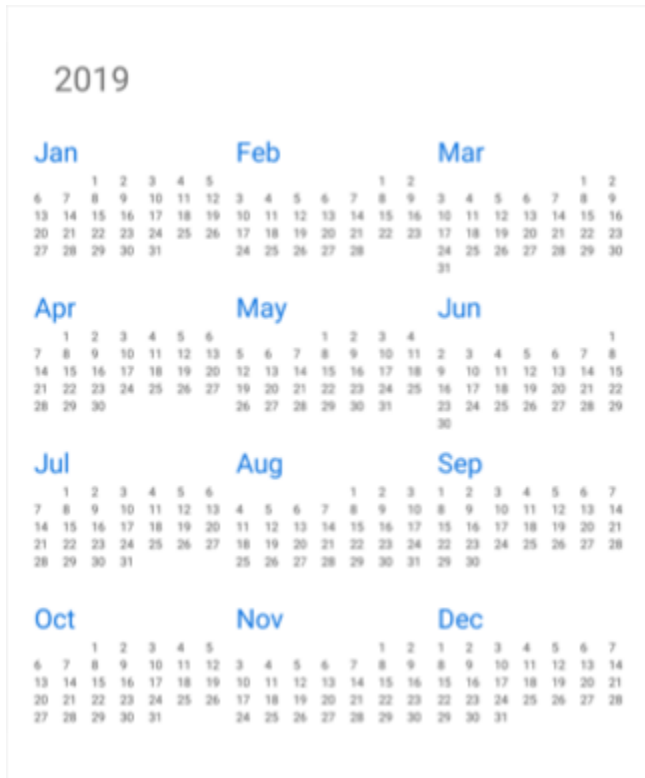 2019
Jan
1 2 3 4 5
6 7 8 9 10 11 12
13 14 15 16 17 18 19
20 21 22 23 24 25 26
27 28 29 30 31
Feb
1 2
3 4 5 6 7 8 9
10 11 12 13 14 15 16
17 18 19 20 21 22 23
24 25 26 27 28
Mar
1 2
3 4 5 6 7 8 9
10 11 12 13 14 15 16
17 18 19 20 21 22 23
24 25 26 27 28 29 30
31
Apr
1 2 3 4 5 6
7 8 9 10 11 12 13
14 15 16 17 18 19 20
21 22 23 24 25 26 27
28 29 30
May
1 2 3 4
5 6 7 8 9 10 11
12 13 14 15 16 17 18
19 20 21 22 23 24 25
26 27 28 29 30 31
Jun
1
2 3 4 5 6 7 8
9 10 11 12 13 14 15
16 17 18 19 20 21 22
23 24 25 26 27 28 29
30
Jul
1 2 3 4 5 6
7 8 9 10 11 12 13
14 15 16 17 18 19 20
21 22 23 24 25 26 27
28 29 30 31
Aug
1 2 3
4 5 6 7 8 9 10
11 12 13 14 15 16 17
18 19 20 21 22 23 24
25 26 27 28 29 30 31
Sep
1 2 3 4 5 6 7
8 9 10 11 12 13 14
15 16 17 18 19 20 21
22 23 24 25 26 27 28
29 30
Oct
1 2 3 4 5
6 7 8 9 10 11 12
13 14 15 16 17 18 19
20 21 22 23 24 25 26
27 28 29 30 31
Nov
1 2
3 4 5 6 7 8 9
10 11 12 13 14 15 16
17 18 19 20 21 22 23
24 25 26 27 28 29 30
Dec
1 2 3 4 5 6 7
8 9 10 11 12 13 14
15 16 17 18 19 20 21
22 23 24 25 26 27 28
29 30 31